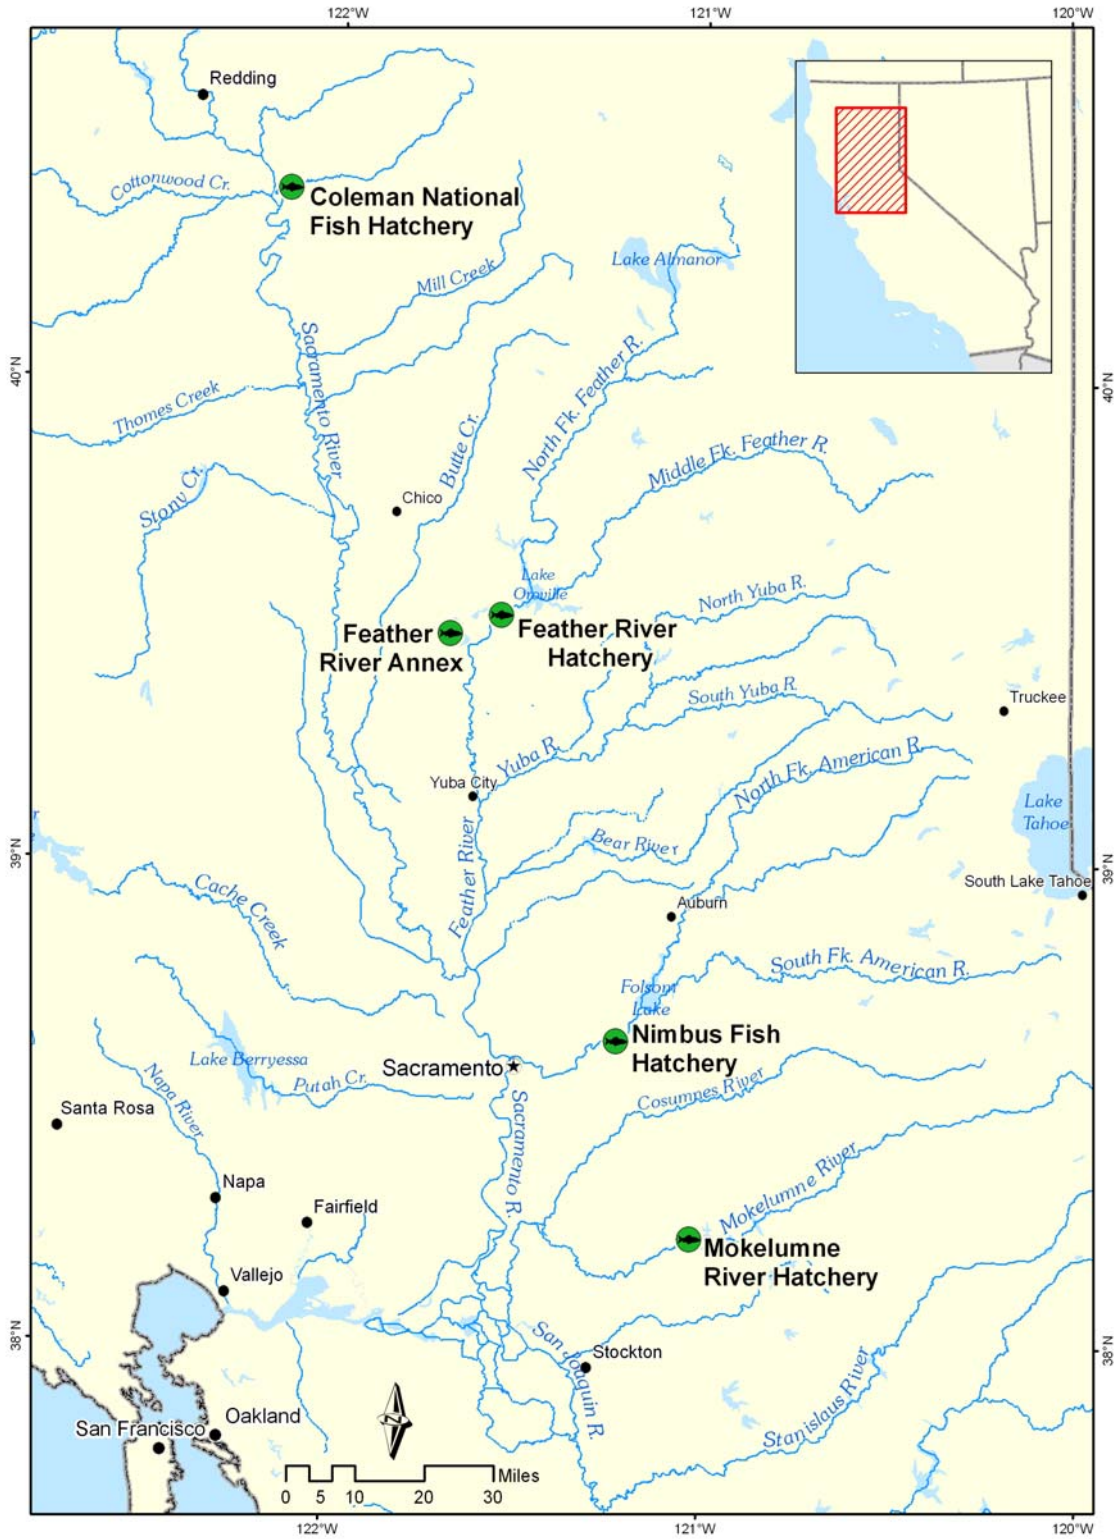 122°W
121°W
120°W
Redding
Cottonwood Cr.
Coleman National
Fish Hatchery
Lake Almanor
Mill Creek
Sacramento River
40°N
40°N
Thomes Creek
North Fk. Feather R.
Butte Cr.
Middle Fk. Feather R.
Stony Cr.
Chico
Lake
Oroville
North Yuba R.
Feather
River Annex
Feather River
Hatchery
South Yuba R.
Truckee
Yuba R.
Yuba City
North Fk. American R.
Lake
Tahoe
Feather River
Bear River
39°N
39°N
South Lake Tahoe
Cache Creek
Auburn
South Fk. American R.
Folsom
Lake
Nimbus Fish
Hatchery
Lake Berryessa
Sacramento
Putah Cr.
Napa River
Cosumnes River
Santa Rosa
Sacramento R.
Mokelumne River
Napa
Fairfield
Mokelumne
River Hatchery
Vallejo
38°N
38°N
San Joaquin R.
Stockton
Stanislaus River
Oakland
San Francisco
N
Miles
0 5 10 20 30
122°W
121°W
120°W